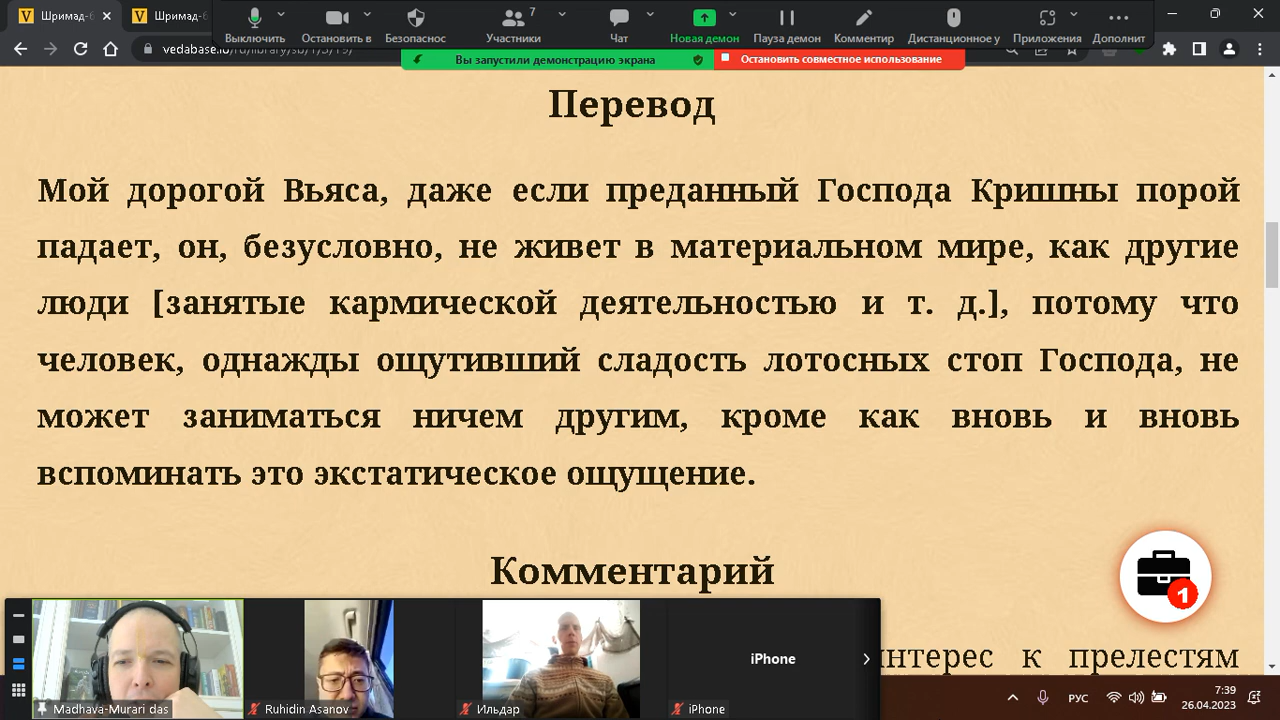 Шримад-б
Шримад-б
Выключить
Остановить в
Безопаснос
7
Участники
Чат
Новая демон
Пауза демон
Комментир
Дистанционное у
Приложения
Дополнит
vedabase.io/ru/library/sb/1/5/19/
Вы запустили демонстрацию экрана
Остановить совместное использование
Перевод
Мой дорогой Вьяса, даже если преданный Господа Кришны порой
падает, он, безусловно, не живет в материальном мире, как другие
люди [занятые кармической деятельностью и т. д.], потому что
человек, однажды ощутивший сладость лотосных стоп Господа, не
может заниматься ничем другим, кроме как вновь и вновь
вспоминать это экстатическое ощущение.
Комментарий
1
интерес к прелестям
iPhone
Madhava-Murari das
Ruhidin Asanov
Ильдар
iPhone
РУС
7:39
26.04.2023